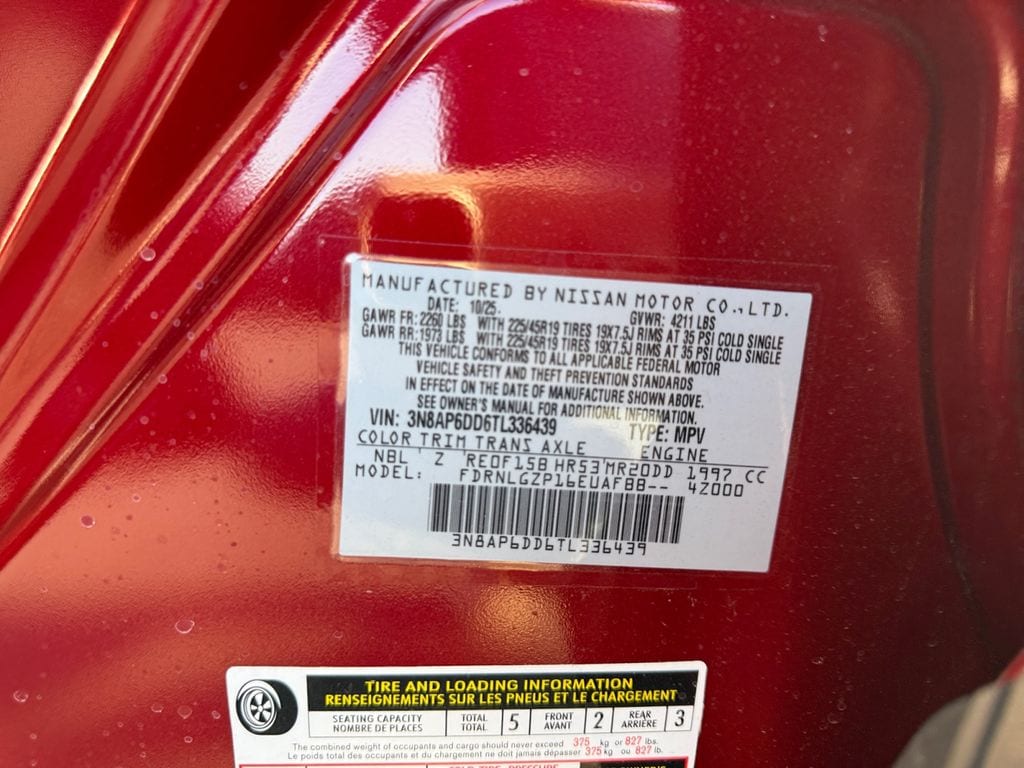 MANUFACTURED BY NISSAN MOTOR CO., LTD.
DATE: 10/25. GVWR: 4211 LBS
GAWR FR: 2260 LBS WITH 225/45R19 TIRES 19X7.5J RIMS AT 35 PSI COLD SINGLE
GAWR RR: 1973 LBS WITH 225/45R19 TIRES 19X7.5J RIMS AT 35 PSI COLD SINGLE
THIS VEHICLE CONFORMS TO ALL APPLICABLE FEDERAL MOTOR
VEHICLE SAFETY AND THEFT PREVENTION STANDARDS
IN EFFECT ON THE DATE OF MANUFACTURE SHOWN ABOVE.
SEE OWNER'S MANUAL FOR ADDITIONAL INFORMATION.
VIN: 3N8AP6DD6TL336439 TYPE: MPV
COLOR TRIM TRANS AXLE ENGINE
NBL Z RE0F15B HR53 MR20DD 1997 CC
MODEL: FDRNLGZP16EUAFBB-- 4Z000
3N8AP6DD6TL336439
TIRE AND LOADING INFORMATION
RENSEIGNEMENTS SUR LES PNEUS ET LE CHARGEMENT
SEATING CAPACITY TOTAL 5 FRONT 2 REAR 3
NOMBRE DE PLACES TOTAL AVANT ARRIÈRE
The combined weight of occupants and cargo should never exceed 375 kg or 827 lbs.
Le poids total des occupants et du chargement ne doit jamais dépasser 375 kg ou 827 lb.